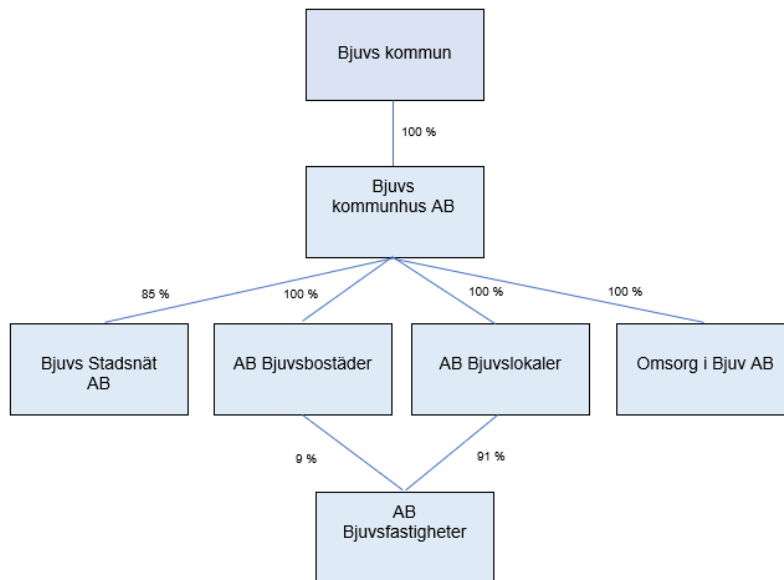 Bjuvs kommun
100 %
Bjuvs
kommunhus AB
85 %
100 %
100 %
100 %
Bjuvs Stadsnät
AB
AB Bjuvsbostäder
AB Bjuvslokaler
Omsorg i Bjuv AB
9 %
91 %
AB
Bjuvsfastigheter